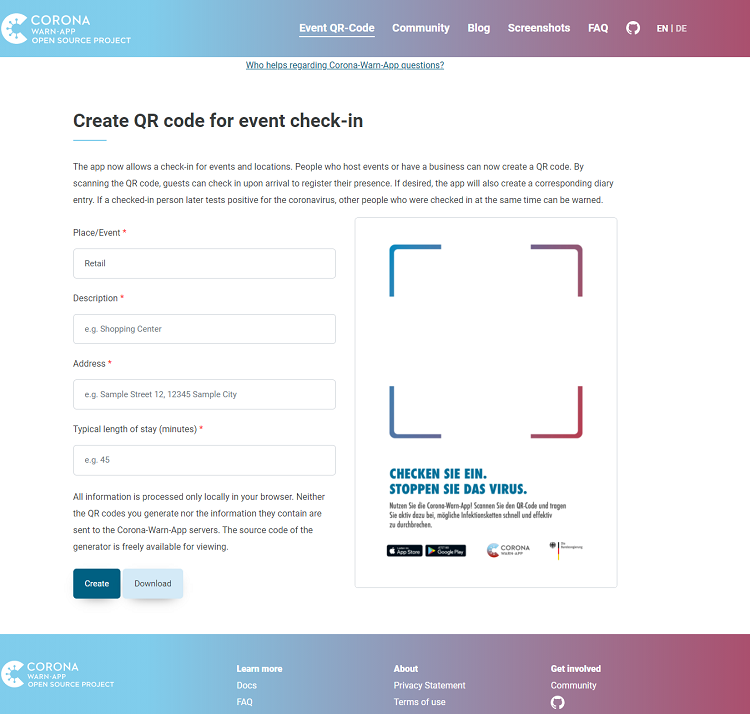 CORONA
WARN-APP
OPEN SOURCE PROJECT
Event QR-Code Community Blog Screenshots FAQ EN | DE
Who helps regarding Corona-Warn-App questions?
Create QR code for event check-in
The app now allows a check-in for events and locations. People who host events or have a business can now create a QR code. By
scanning the QR code, guests can check in upon arrival to register their presence. If desired, the app will also create a corresponding diary
entry. If a checked-in person later tests positive for the coronavirus, other people who were checked in at the same time can be warned.
Place/Event *
Retail
Description *
e.g. Shopping Center
Address *
e.g. Sample Street 12, 12345 Sample City
Typical length of stay (minutes) *
e.g. 45
All information is processed only locally in your browser. Neither
the QR codes you generate nor the information they contain are
sent to the Corona-Warn-App servers. The source code of the
generator is freely available for viewing.
Create Download
CHECKEN SIE EIN.
STOPPEN SIE DAS VIRUS.
Nutzen Sie die Corona-Warn-App! Scannen Sie den QR-Code und tragen
Sie aktiv dazu bei, mögliche Infektionsketten schnell und effektiv
zu durchbrechen.
App Store
Google Play
CORONA
WARN-APP
Die
Bundesregierung
CORONA
WARN-APP
OPEN SOURCE PROJECT
Learn more
Docs
FAQ
About
Privacy Statement
Terms of use
Get involved
Community